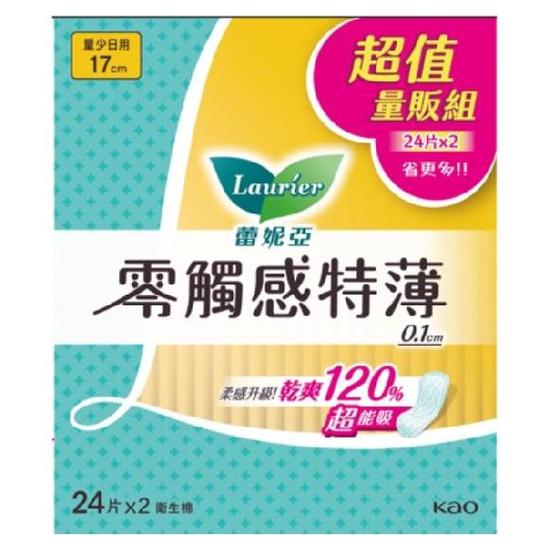 量少日用
17cm
超值
量販組
24片x2
省更多!!
Laurier
蕾妮亞
零觸感特薄
0.1cm
柔感升級!乾爽120%
超能吸
24片x2 衛生棉
Kao